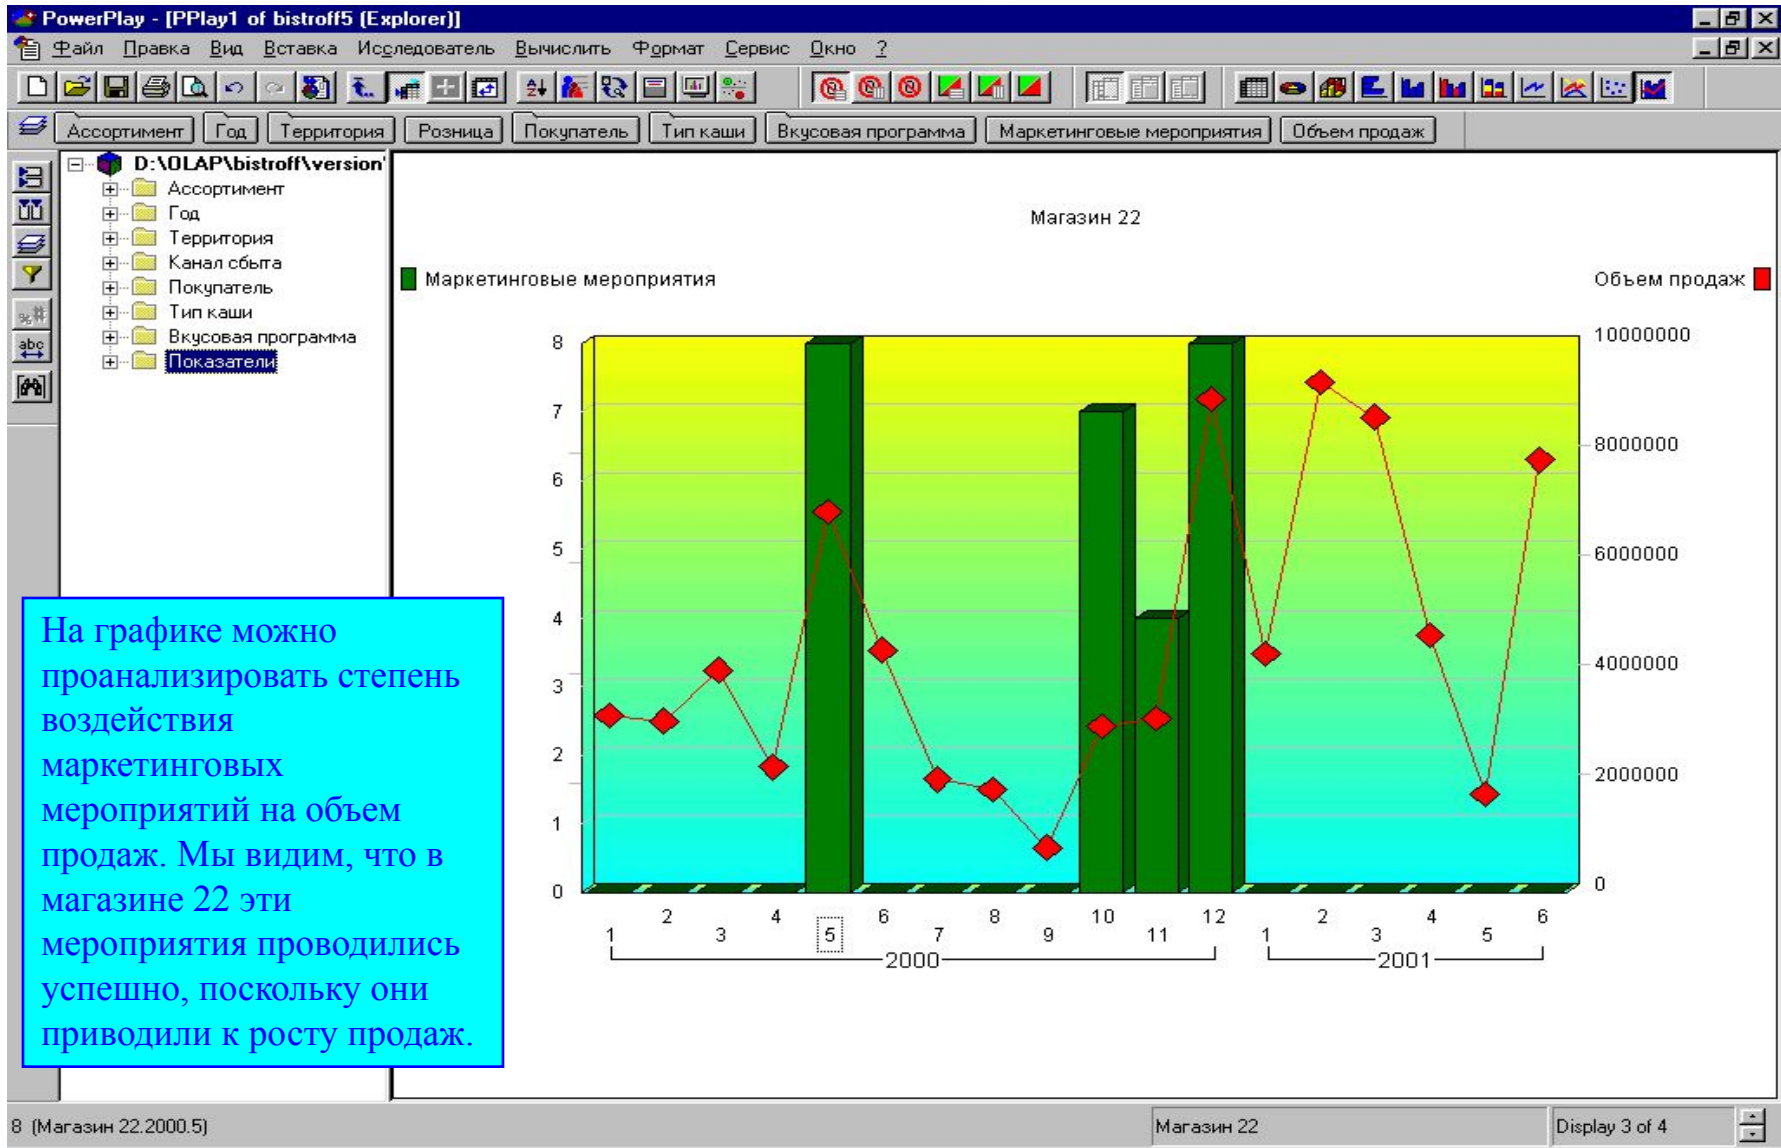 PowerPlay - [PPlay1 of bistroff5 (Explorer)]
Файл Правка Вид Вставка Исследователь Вычислить Формат Сервис Окно ?
Ассортимент Год Территория Розница Покупатель Тип каши Вкусовая программа Маркетинговые мероприятия Объем продаж
D:\OLAP\bistroff\version'
Ассортимент
Год
Территория
Канал сбыта
Покупатель
Тип каши
Вкусовая программа
Показатели
Магазин 22
Маркетинговые мероприятия
Объем продаж
8
7
6
5
4
3
2
1
0
10000000
8000000
6000000
4000000
2000000
0
1 2 3 4 5 6 7 8 9 10 11 12 1 2 3 4 5 6
2000 2001
На графике можно
проанализировать степень
воздействия
маркетинговых
мероприятий на объем
продаж. Мы видим, что в
магазине 22 эти
мероприятия проводились
успешно, поскольку они
приводили к росту продаж.
8 (Магазин 22.2000.5) Магазин 22 Display 3 of 4